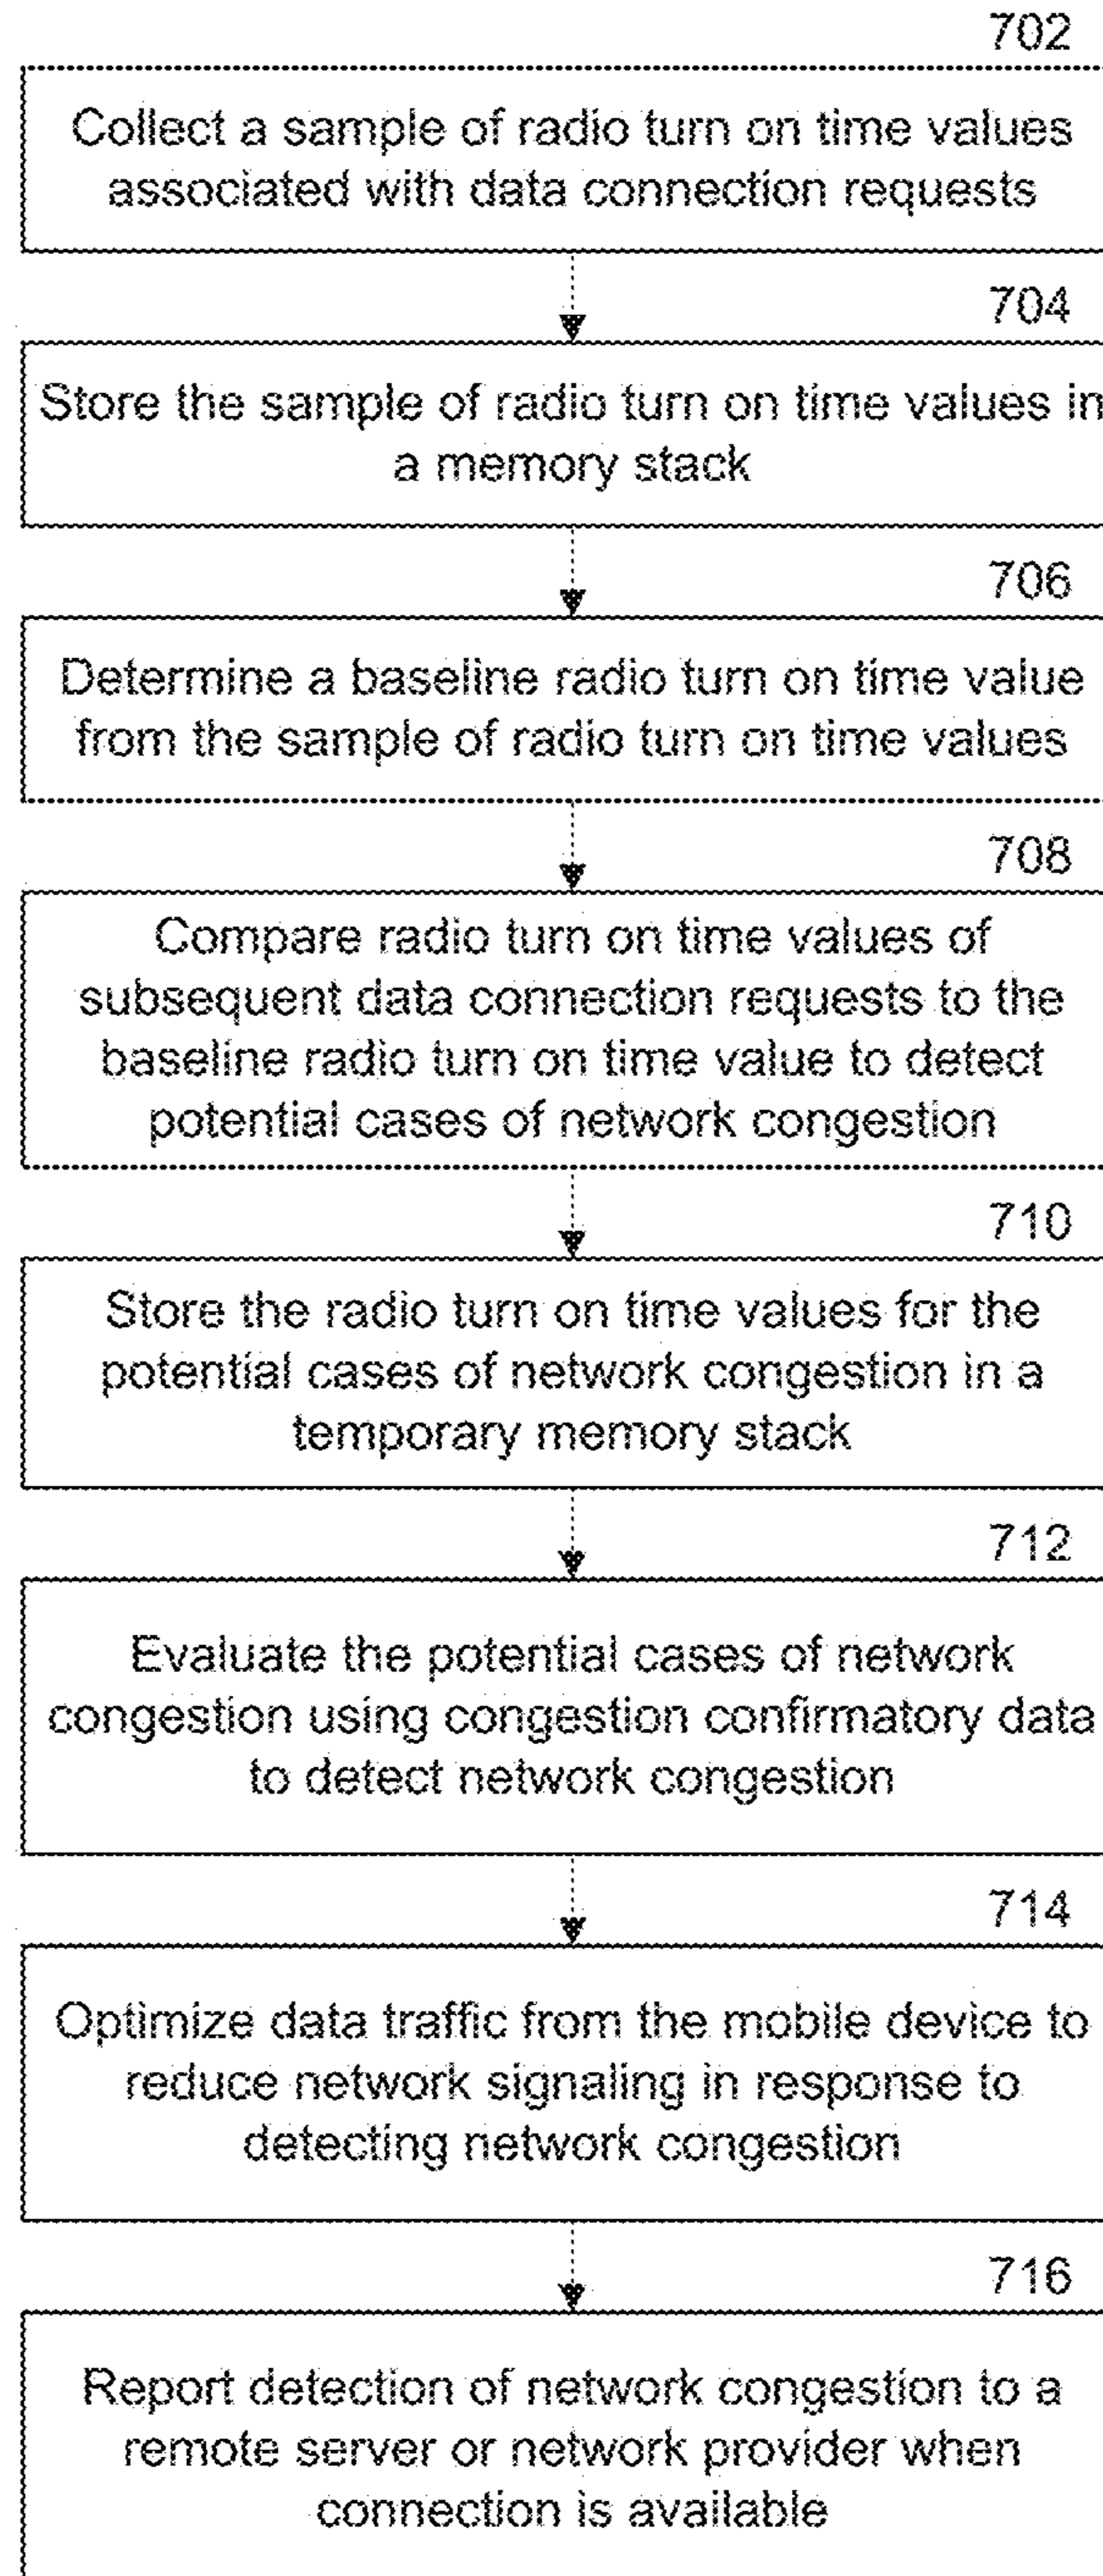 702
Collect a sample of radio turn on time values
associated with data connection requests
704
Store the sample of radio turn on time values in
a memory stack
706
Determine a baseline radio turn on time value
from the sample of radio turn on time values
708
Compare radio turn on time values of
subsequent data connection requests to the
baseline radio turn on time value to detect
potential cases of network congestion
710
Store the radio turn on time values for the
potential cases of network congestion in a
temporary memory stack
712
Evaluate the potential cases of network
congestion using congestion confirmatory data
to detect network congestion
714
Optimize data traffic from the mobile device to
reduce network signaling in response to
detecting network congestion
716
Report detection of network congestion to a
remote server or network provider when
connection is available